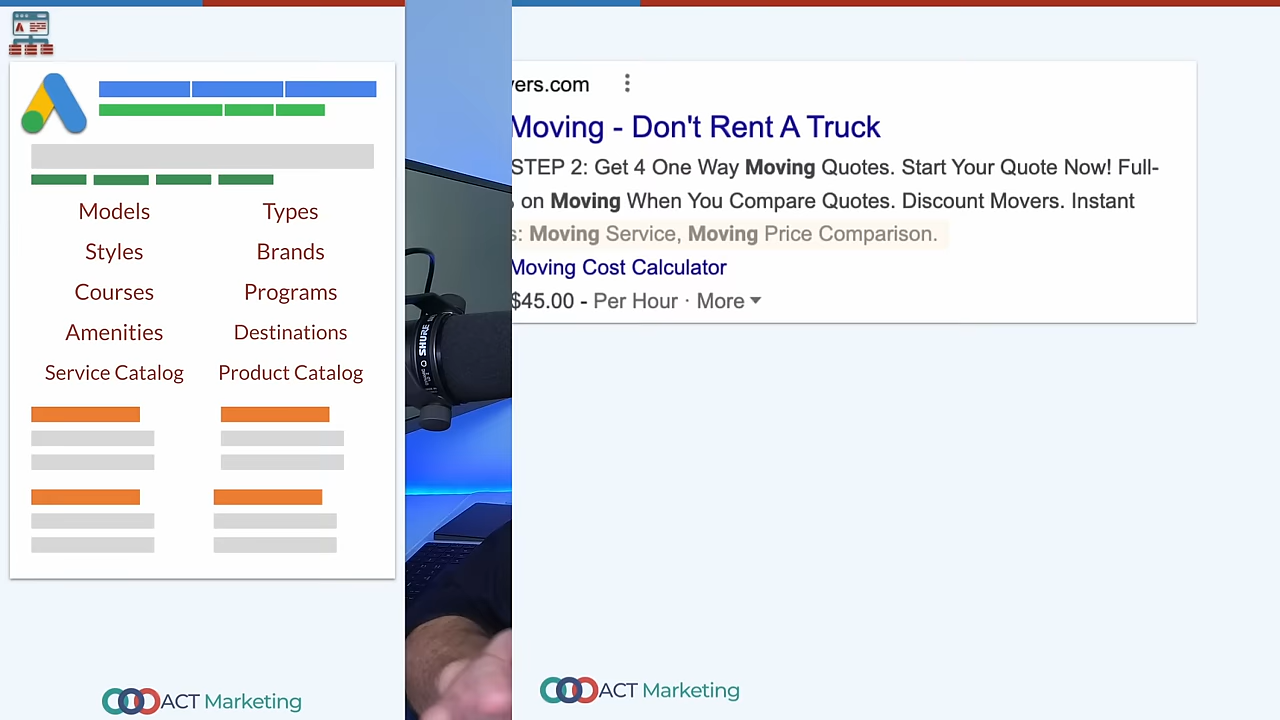 Models
Types
Styles
Brands
Courses
Programs
Amenities
Destinations
Service Catalog
Product Catalog
ACT Marketing
SHURE
vers.com
Moving - Don't Rent A Truck
STEP 2: Get 4 One Way Moving Quotes. Start Your Quote Now! Full-
on Moving When You Compare Quotes. Discount Movers. Instant
s: Moving Service, Moving Price Comparison.
Moving Cost Calculator
$45.00 - Per Hour · More
ACT Marketing